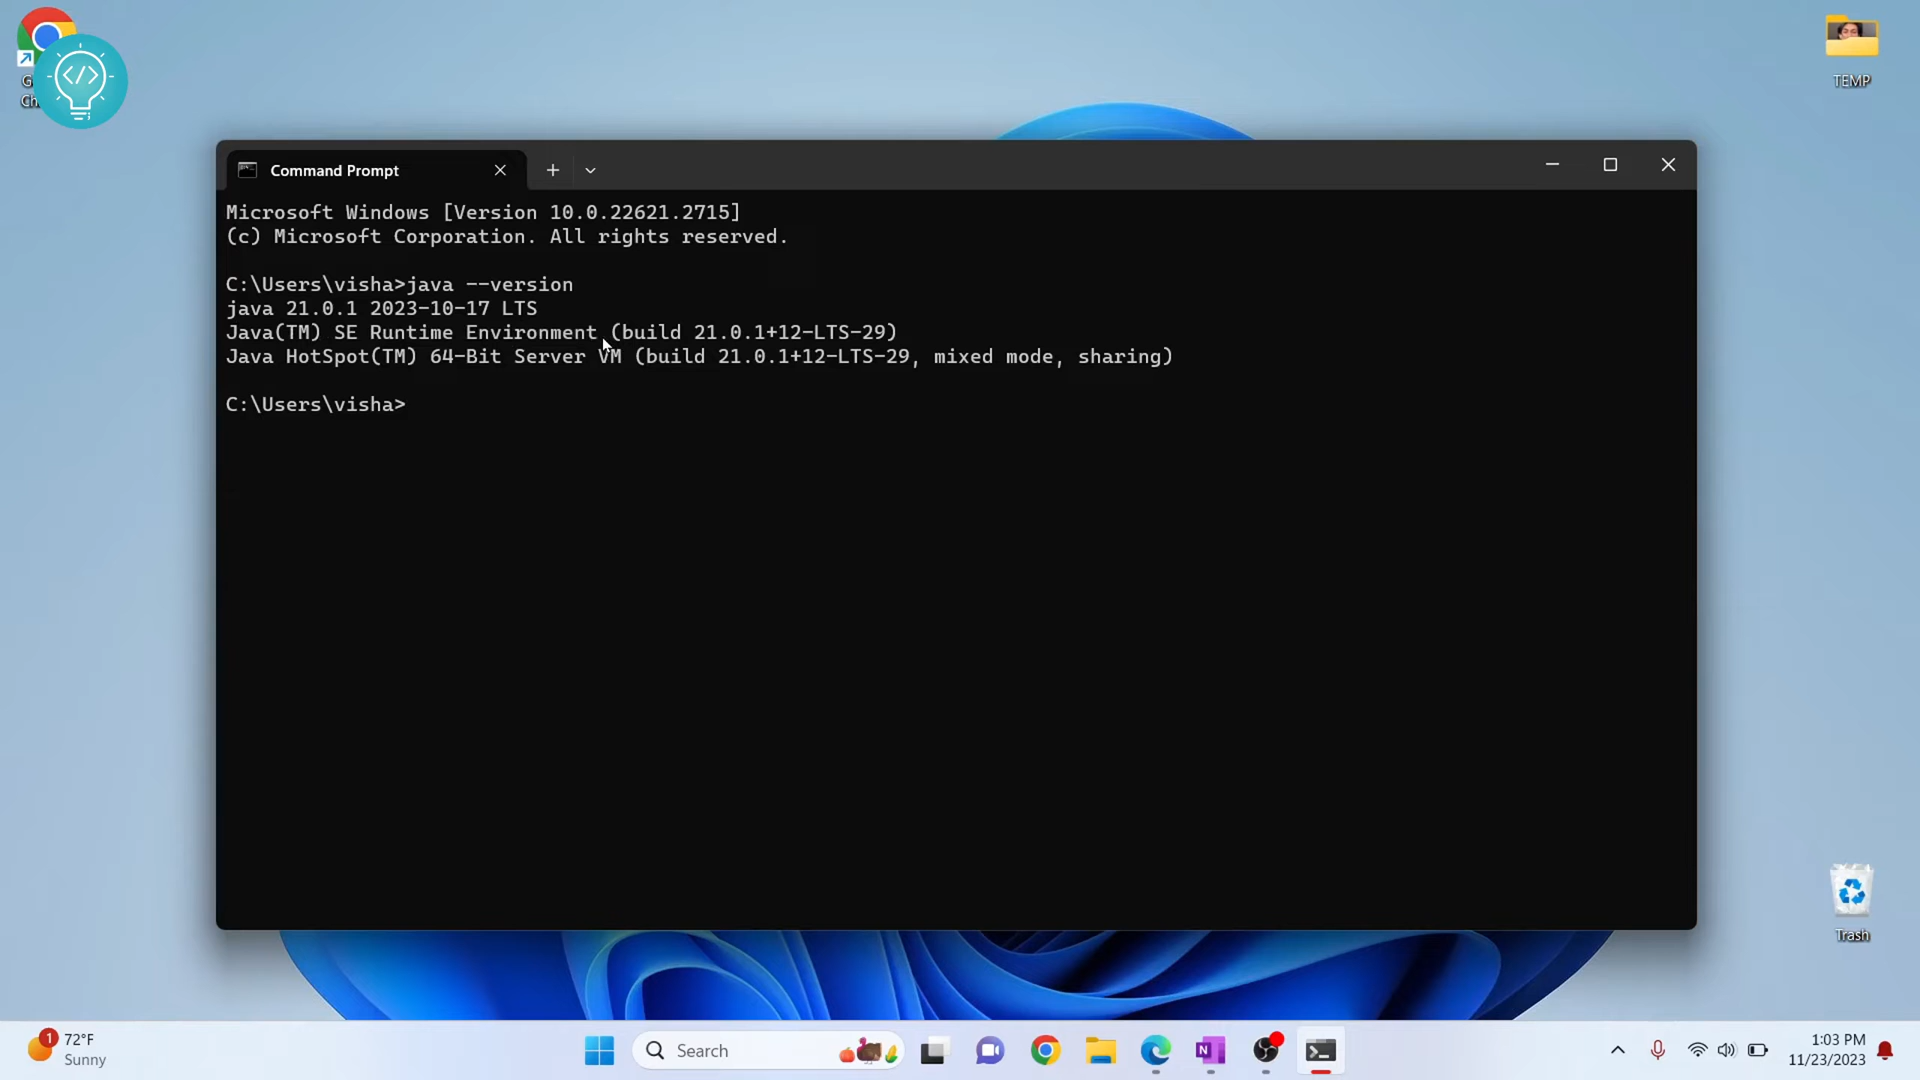 G
Ch
</>
TEMP
Command Prompt
Microsoft Windows [Version 10.0.22621.2715]
(c) Microsoft Corporation. All rights reserved.
C:\Users\visha>java --version
java 21.0.1 2023-10-17 LTS
Java(TM) SE Runtime Environment (build 21.0.1+12-LTS-29)
Java HotSpot(TM) 64-Bit Server VM (build 21.0.1+12-LTS-29, mixed mode, sharing)
C:\Users\visha>
Trash
1
72°F
Sunny
Search
N
1:03 PM
11/23/2023